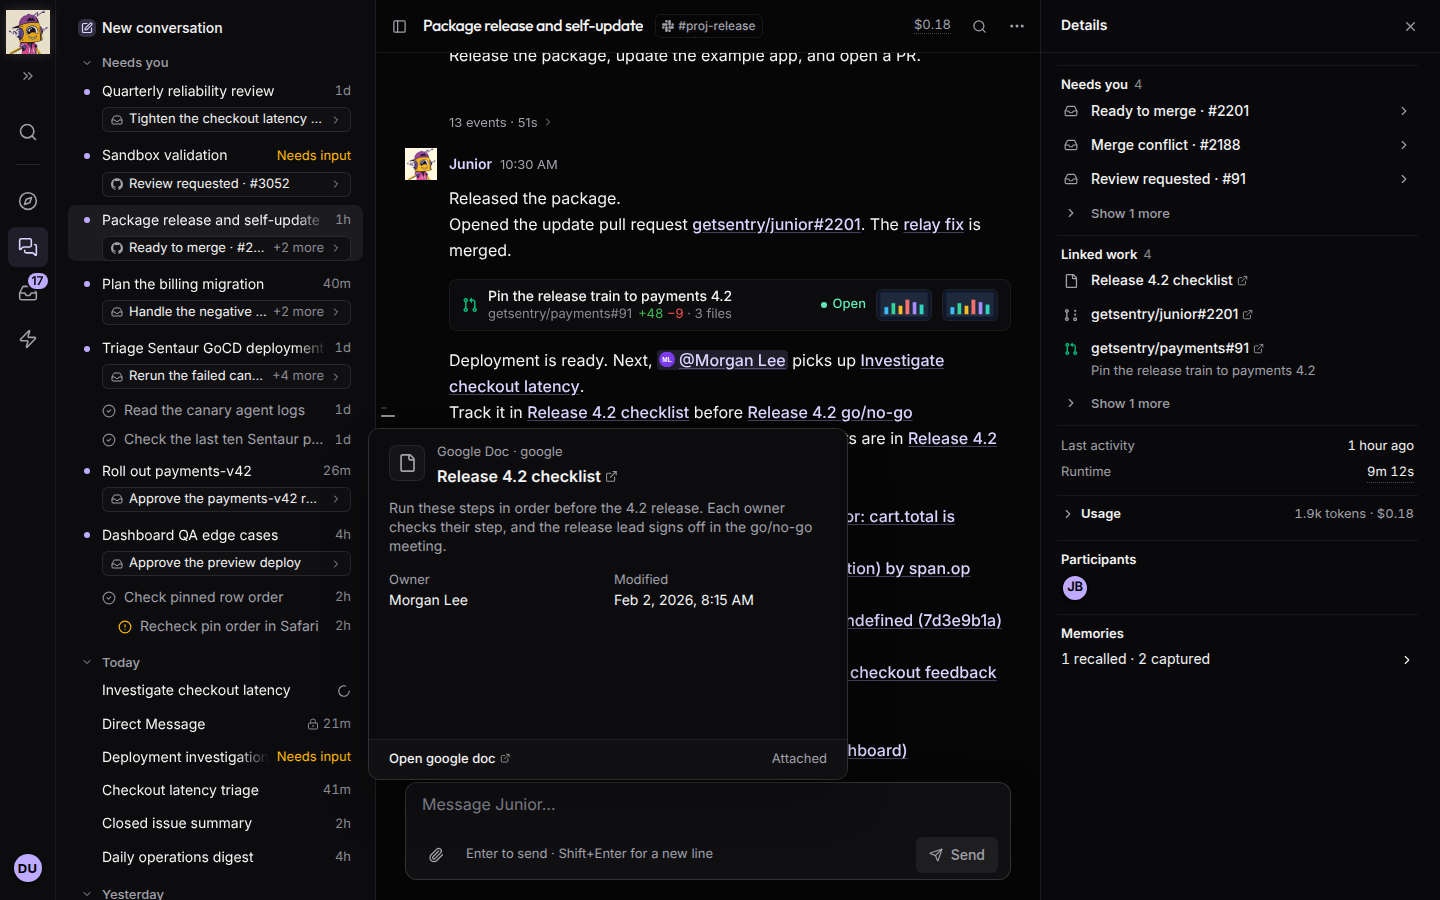 New conversation
Needs you
Quarterly reliability review 1d
Tighten the checkout latency ...
Sandbox validation Needs input
Review requested · #3052
Package release and self-update 1h
Ready to merge · #2... +2 more
Plan the billing migration 40m
Handle the negative ... +2 more
Triage Sentaur GoCD deployment 1d
Rerun the failed can... +4 more
Read the canary agent logs 1d
Check the last ten Sentaur p... 1d
Roll out payments-v42 26m
Approve the payments-v42 r...
Dashboard QA edge cases 4h
Approve the preview deploy
Check pinned row order 2h
Recheck pin order in Safari 2h
Today
Investigate checkout latency
Direct Message 21m
Deployment investigation Needs input
Checkout latency triage 41m
Closed issue summary 2h
Daily operations digest 4h
Yesterday
17
DU
Package release and self-update #proj-release $0.18
Release the package, update the example app, and open a PR.
13 events · 51s
Junior 10:30 AM
Released the package.
Opened the update pull request getsentry/junior#2201. The relay fix is
merged.
Pin the release train to payments 4.2
getsentry/payments#91 +48 −9 · 3 files
Open
Deployment is ready. Next, ML @Morgan Lee picks up Investigate
checkout latency.
Track it in Release 4.2 checklist before Release 4.2 go/no-go
s are in Release 4.2
or: cart.total is
tion) by span.op
ndefined (7d3e9b1a)
checkout feedback
hboard)
Google Doc · google
Release 4.2 checklist
Run these steps in order before the 4.2 release. Each owner
checks their step, and the release lead signs off in the go/no-go
meeting.
Owner Modified
Morgan Lee Feb 2, 2026, 8:15 AM
Open google doc Attached
Message Junior...
Enter to send · Shift+Enter for a new line Send
Details
Needs you 4
Ready to merge · #2201
Merge conflict · #2188
Review requested · #91
Show 1 more
Linked work 4
Release 4.2 checklist
getsentry/junior#2201
getsentry/payments#91
Pin the release train to payments 4.2
Show 1 more
Last activity 1 hour ago
Runtime 9m 12s
Usage 1.9k tokens · $0.18
Participants
JB
Memories
1 recalled · 2 captured